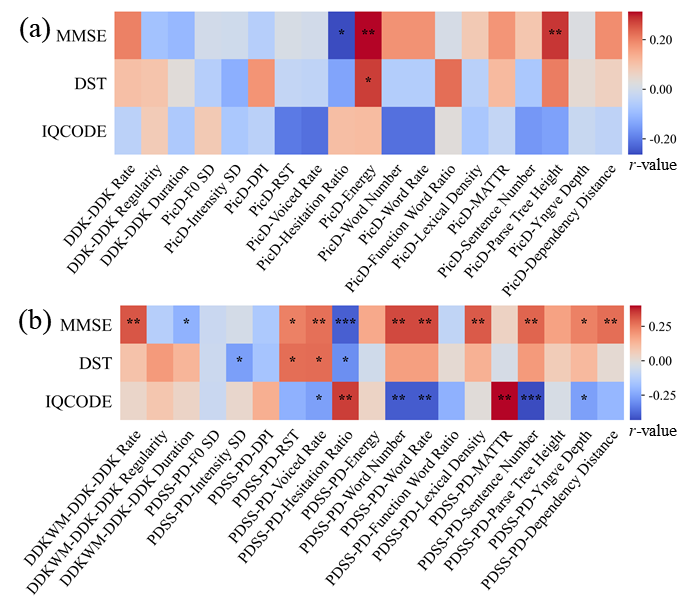 (a)
MMSE
*
**
**
0.20
DST
*
0.00
IQCODE
-0.20
r-value
DDK-DDK Rate
DDK-DDK Regularity
DDK-DDK Duration
PicD-F0 SD
PicD-Intensity SD
PicD-DPI
PicD-RST
PicD-Voiced Rate
PicD-Hesitation Ratio
PicD-Energy
PicD-Word Number
PicD-Word Rate
PicD-Function Word Ratio
PicD-Lexical Density
PicD-MATTR
PicD-Sentence Number
PicD-Parse Tree Height
PicD-Yngve Depth
PicD-Dependency Distance
(b)
MMSE
**
*
*
**
***
**
**
**
**
*
**
0.25
DST
*
*
*
*
0.00
IQCODE
*
**
**
**
**
***
*
-0.25
r-value
DDKWM-DDK-DDK Rate
DDKWM-DDK-DDK Regularity
DDKWM-DDK-DDK Duration
PDSS-PD-F0 SD
PDSS-PD-Intensity SD
PDSS-PD-DPI
PDSS-PD-RST
PDSS-PD-Voiced Rate
PDSS-PD-Hesitation Ratio
PDSS-PD-Energy
PDSS-PD-Word Number
PDSS-PD-Word Rate
PDSS-PD-Function Word Ratio
PDSS-PD-Lexical Density
PDSS-PD-MATTR
PDSS-PD-Sentence Number
PDSS-PD-Parse Tree Height
PDSS-PD-Yngve Depth
PDSS-PD-Dependency Distance